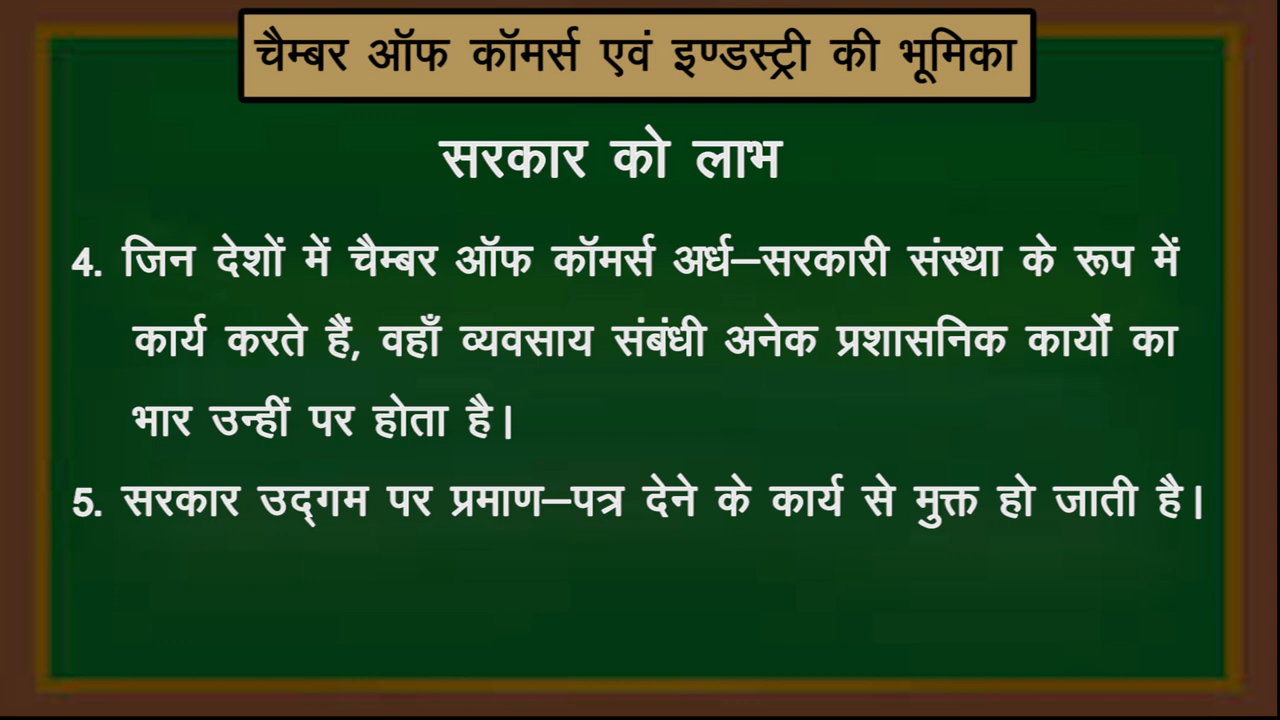 चैम्बर ऑफ कॉमर्स एवं इण्डस्ट्री की भूमिका
सरकार को लाभ
4. जिन देशों में चैम्बर ऑफ कॉमर्स अर्ध–सरकारी संस्था के रूप में
कार्य करते हैं, वहाँ व्यवसाय संबंधी अनेक प्रशासनिक कार्यों का
भार उन्हीं पर होता है।
5. सरकार उद्गम पर प्रमाण–पत्र देने के कार्य से मुक्त हो जाती है।